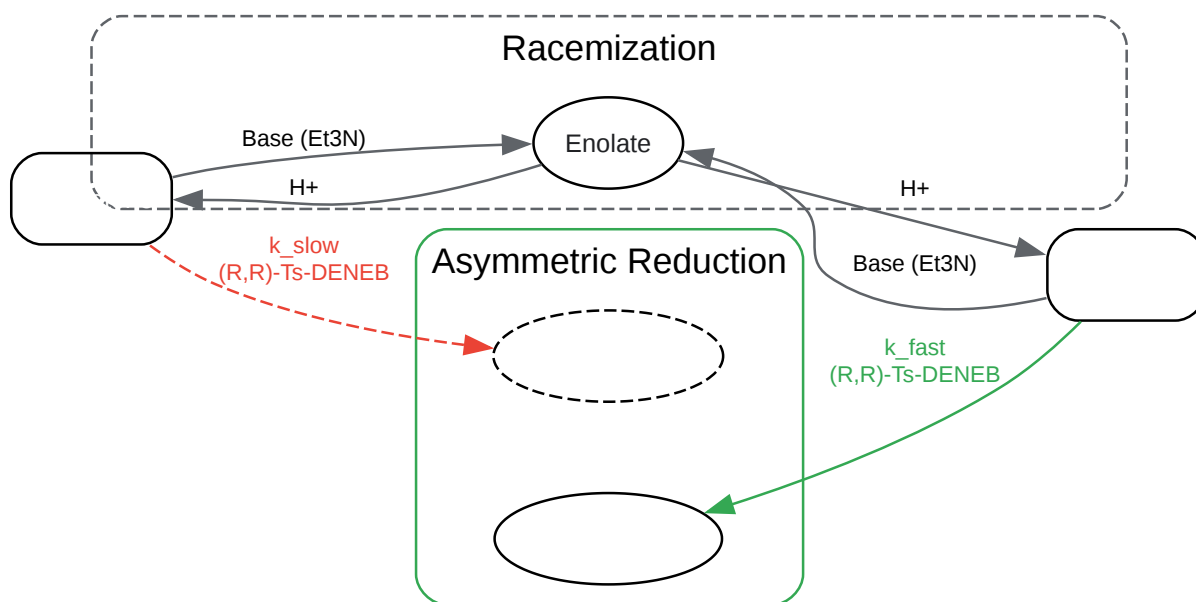 Racemization
Base (Et3N)
Enolate
H+
H+
k_slow
(R,R)-Ts-DENEB
Asymmetric Reduction
Base (Et3N)
k_fast
(R,R)-Ts-DENEB